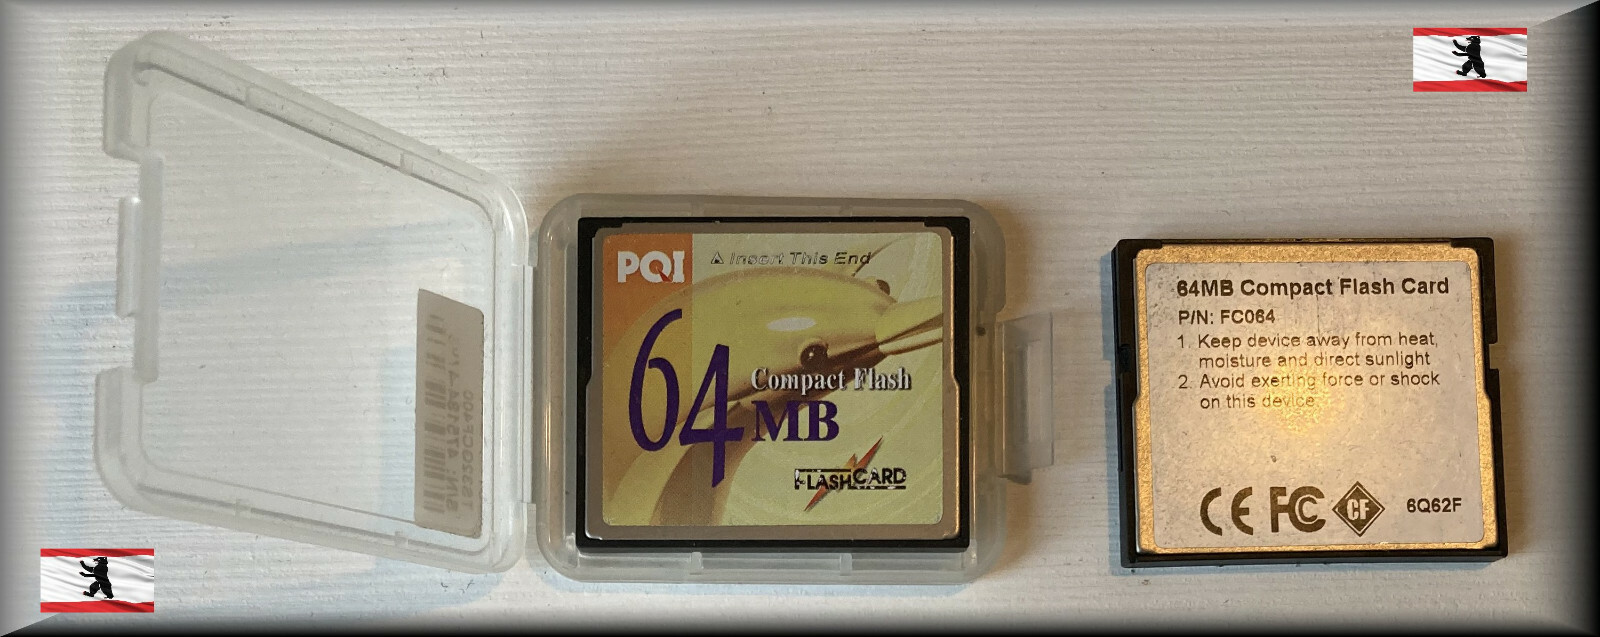 PQI
Insert This End
64
Compact Flash
MB
FLASHCARD
64MB Compact Flash Card
P/N: FC064
1. Keep device away from heat,
moisture and direct sunlight
2. Avoid exerting force or shock
on this device.
CE FC CF
6Q62F